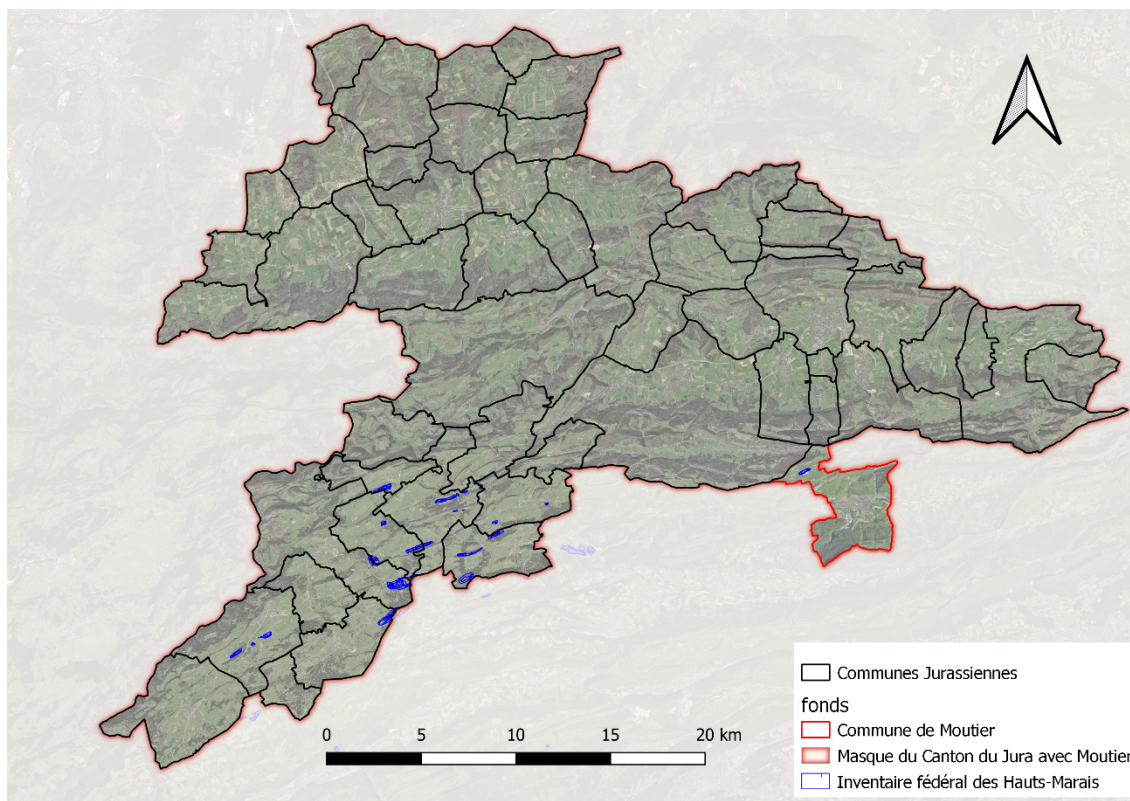 Communes Jurassiennes
fonds
Commune de Moutier
Masque du Canton du Jura avec Moutier
Inventaire fédéral des Hauts-Marais
0 5 10 15 20 km